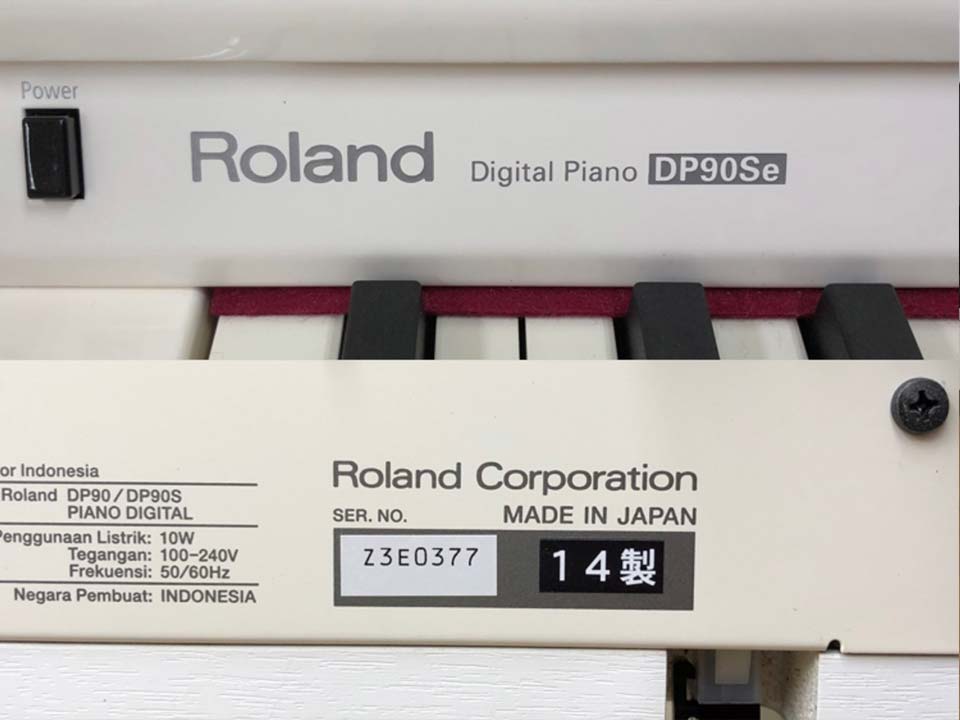 Power
Roland Digital Piano DP90Se
or Indonesia
Roland DP90/DP90S
PIANO DIGITAL
Penggunaan Listrik: 10W
Tegangan: 100-240V
Frekuensi: 50/60Hz
Negara Pembuat: INDONESIA
Roland Corporation
SER. NO. MADE IN JAPAN
Z3E0377 14製